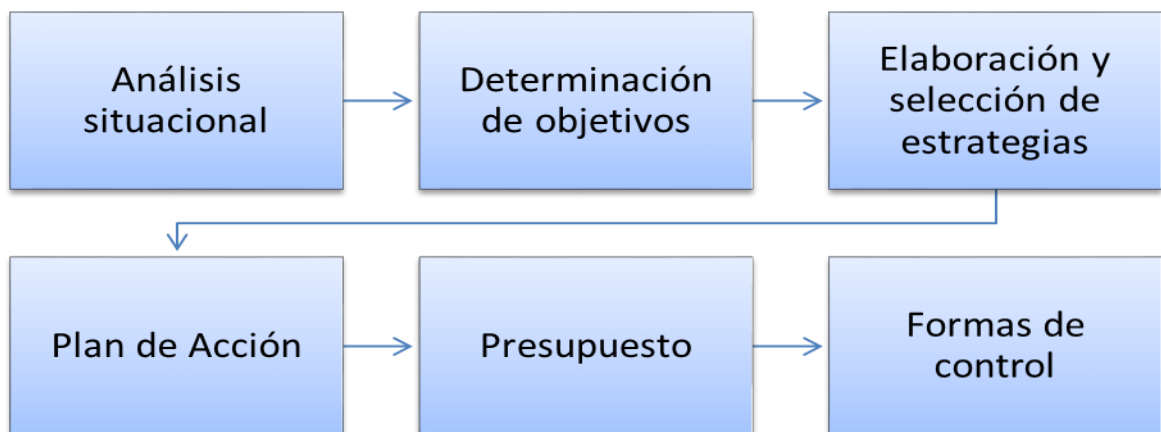 Análisis
situacional
Determinación
de objetivos
Elaboración y
selección de
estrategias
Plan de Acción
Presupuesto
Formas de
control